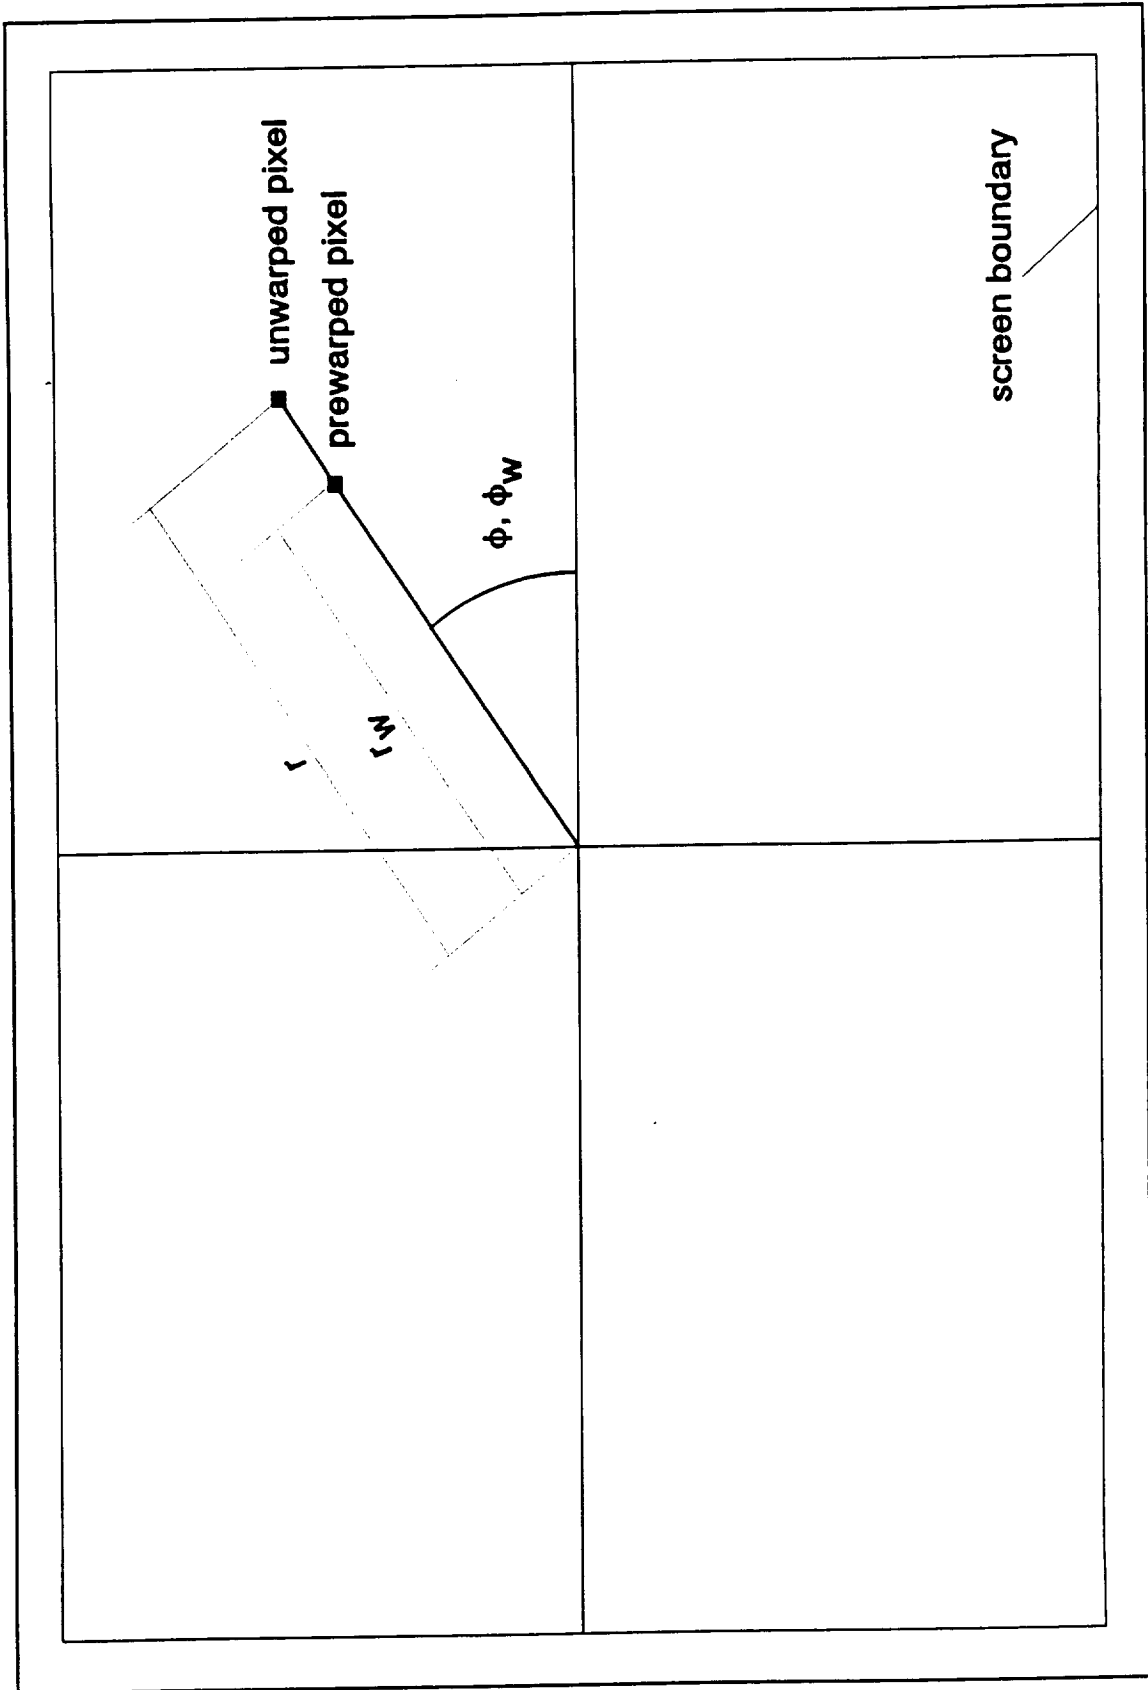 unwarped pixel
prewarped pixel
r
rw
ϕ, ϕw
screen boundary